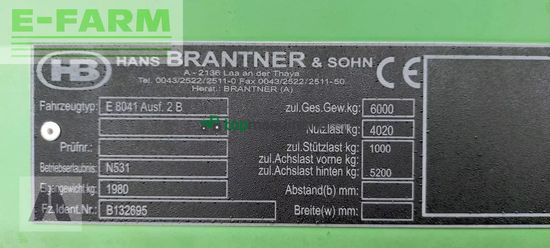 E-FARM
HB
HANS BRANTNER & SOHN
A - 2136 Laa an der Thaya
Tel. 0043/2522/2511-0 Fax 0043/2522/2511-50
Herst.: BRANTNER (A)
CE
Fahrzeugtyp: E 8041 Ausf. 2 B
Prüfnr.:
Betriebserlaubnis: N531
Eigengewicht kg: 1980
Fz.Ident.Nr.: B132695
zul.Ges.Gew.kg: 6000
Nutzlast kg: 4020
zul.Stützlast kg: 1000
zul.Achslast vorne kg:
zul.Achslast hinten kg: 5200
Abstand(b) mm:
Breite(w) mm: